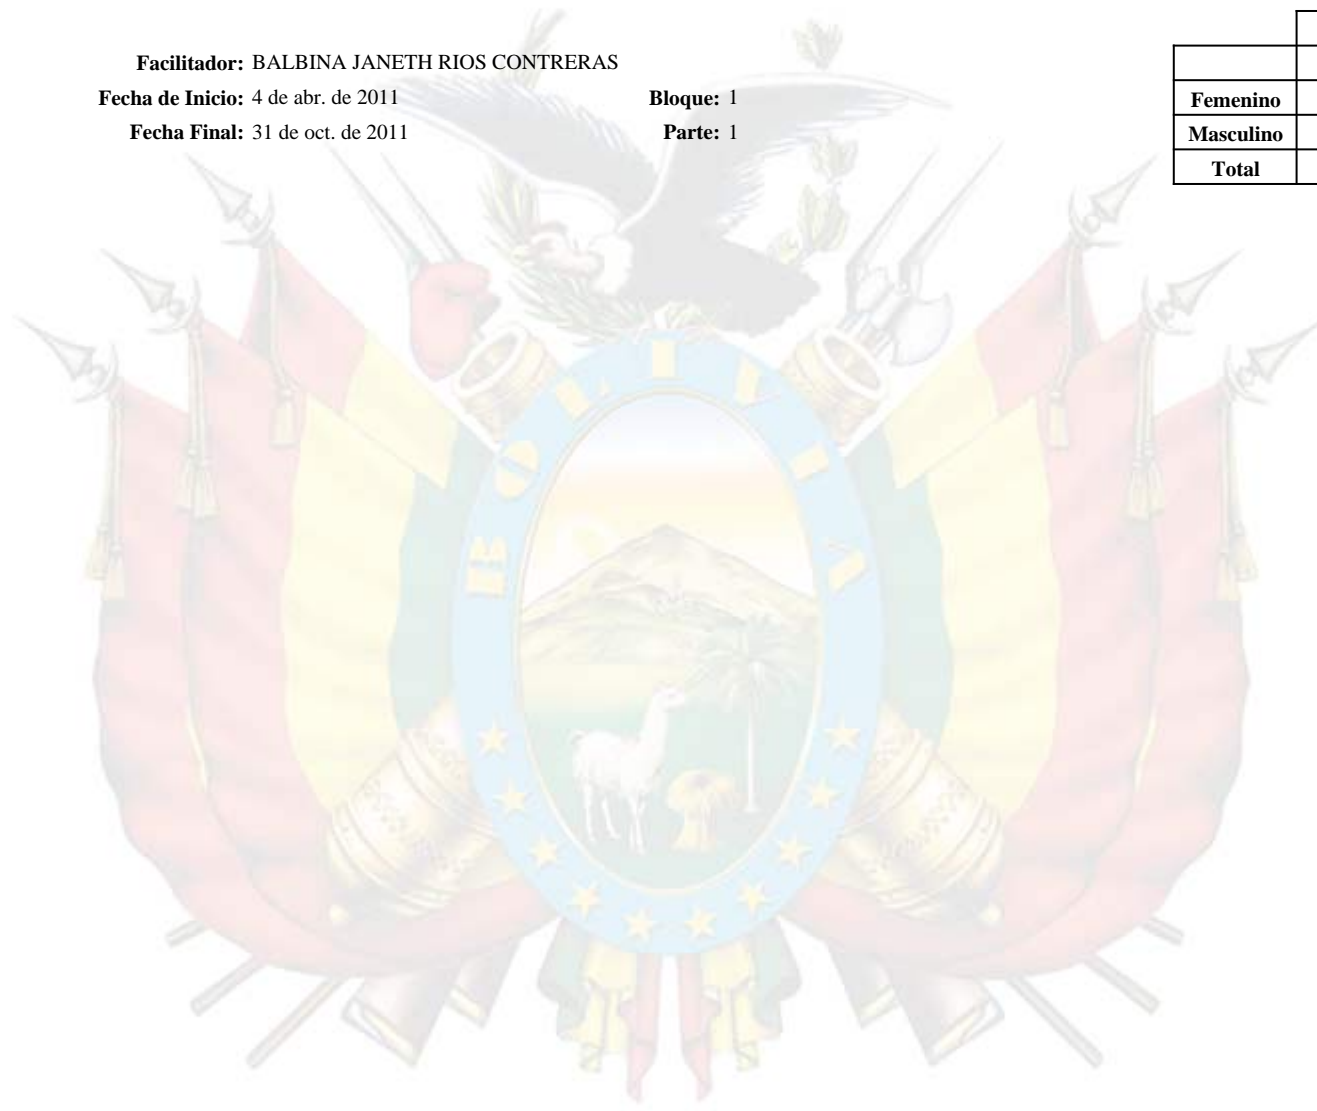 Facilitador: BALBINA JANETH RIOS CONTRERAS
Fecha de Inicio: 4 de abr. de 2011 Bloque: 1
Fecha Final: 31 de oct. de 2011 Parte: 1
Femenino
Masculino
Total
BOLIVIA